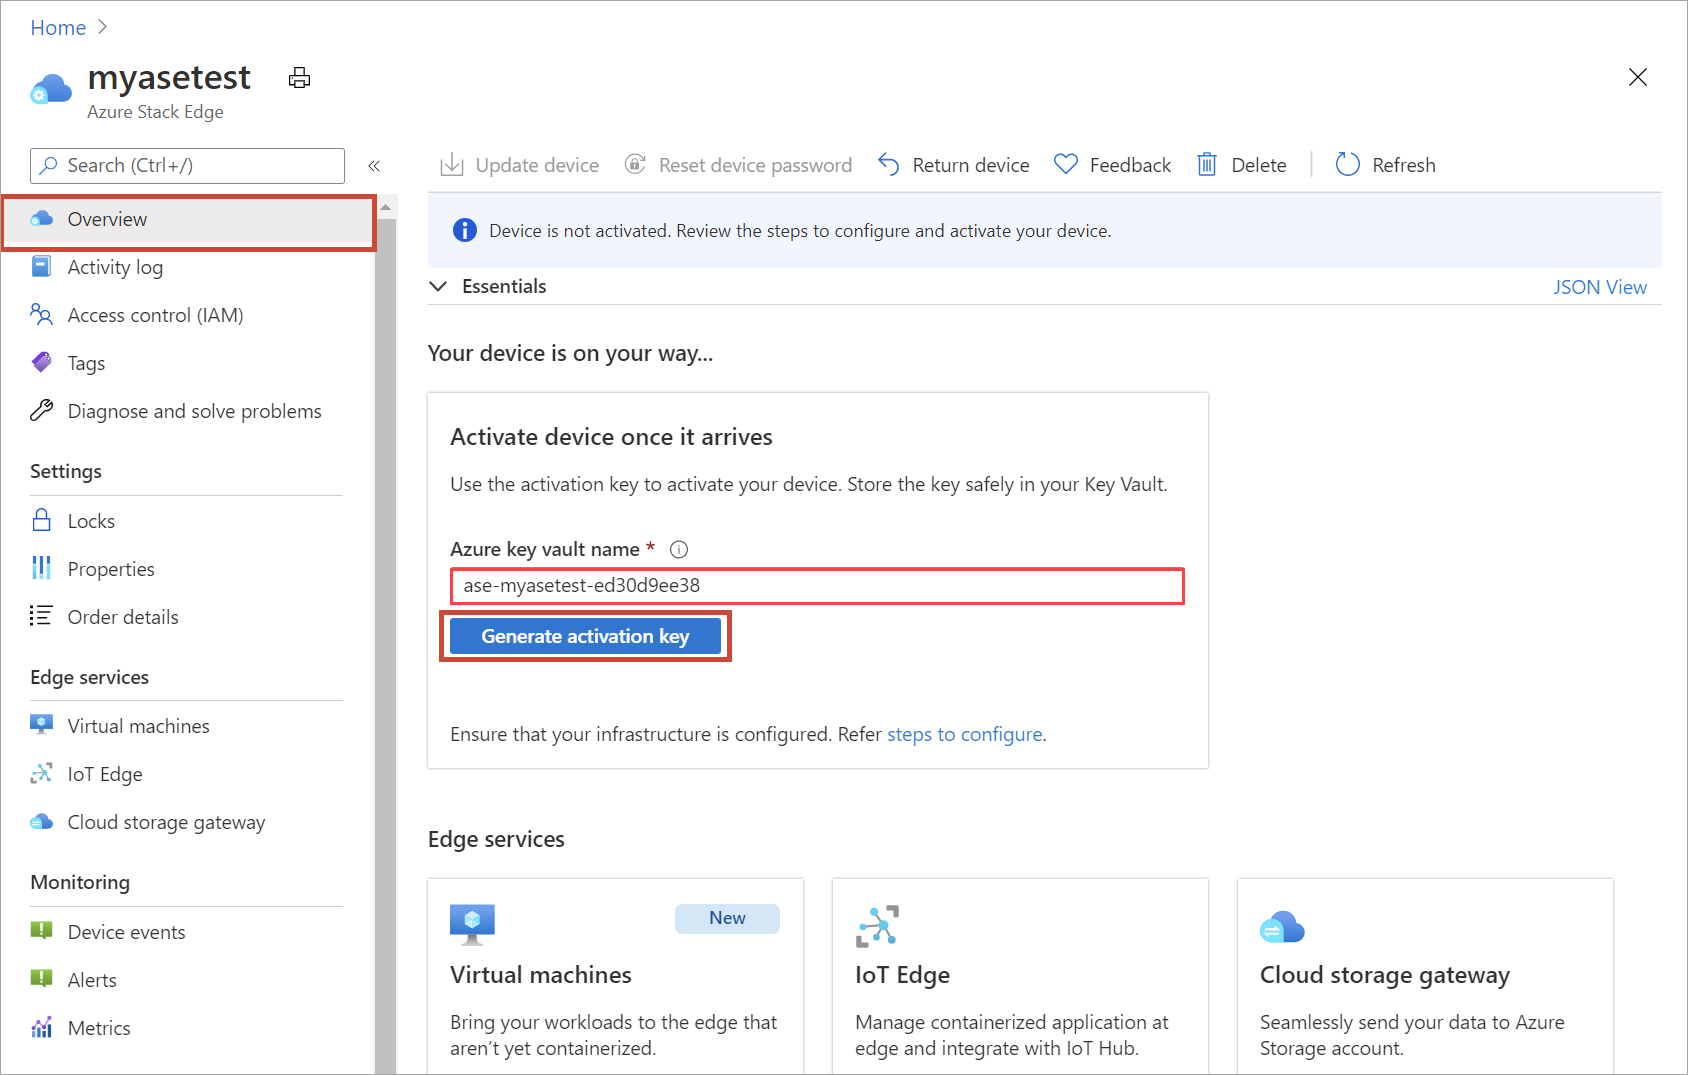 Home
myasetest
Azure Stack Edge
Search (Ctrl+/)
Overview
Activity log
Access control (IAM)
Tags
Diagnose and solve problems
Settings
Locks
Properties
Order details
Edge services
Virtual machines
IoT Edge
Cloud storage gateway
Monitoring
Device events
Alerts
Metrics
Update device
Reset device password
Return device
Feedback
Delete
Refresh
Device is not activated. Review the steps to configure and activate your device.
Essentials
JSON View
Your device is on your way...
Activate device once it arrives
Use the activation key to activate your device. Store the key safely in your Key Vault.
Azure key vault name *
ase-myasetest-ed30d9ee38
Generate activation key
Ensure that your infrastructure is configured. Refer steps to configure.
Edge services
New
Virtual machines
Bring your workloads to the edge that
aren’t yet containerized.
IoT Edge
Manage containerized application at
edge and integrate with IoT Hub.
Cloud storage gateway
Seamlessly send your data to Azure
Storage account.